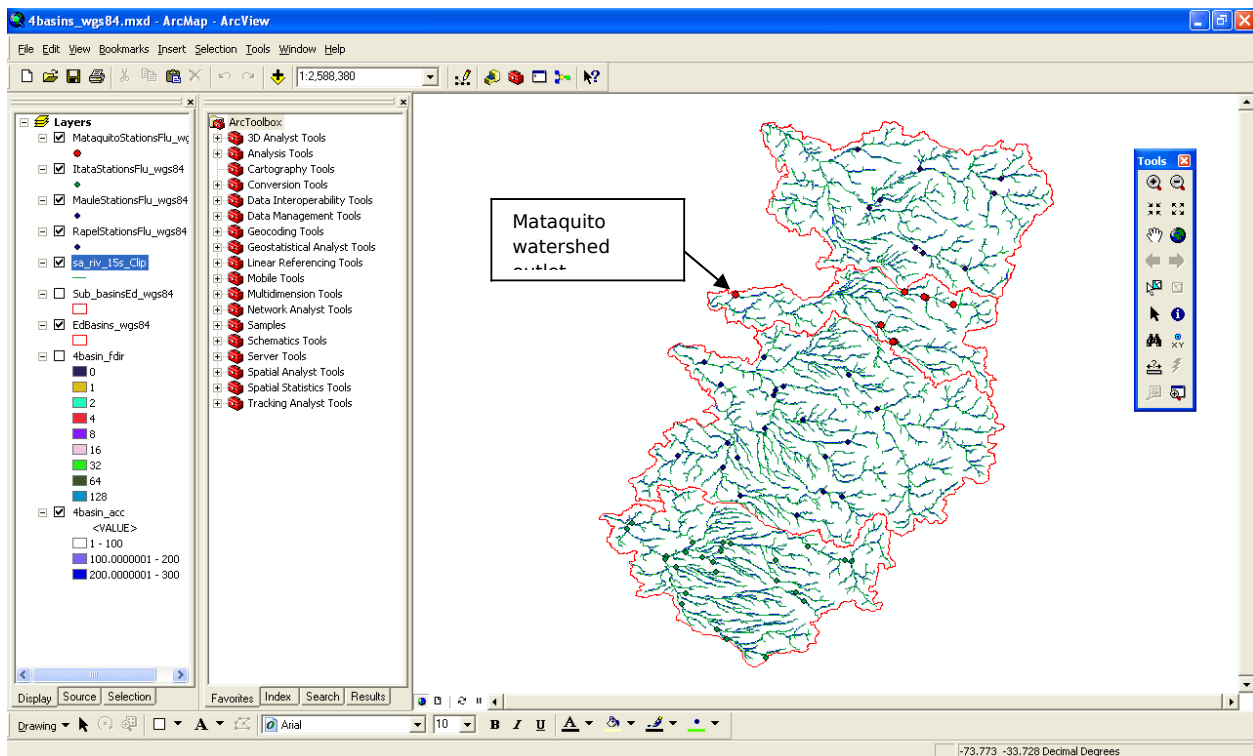 4basins_wgs84.mxd - ArcMap - ArcView
File Edit View Bookmarks Insert Selection Tools Window Help
1:2,588,380
Layers
MataquitoStationsFlu_wg
ItataStationsFlu_wgs84
MauleStationsFlu_wgs84
RapelStationsFlu_wgs84
sa_riv_15s_Clip
Sub_basinsEd_wgs84
EdBasins_wgs84
4basin_fdir
0
1
2
4
8
16
32
64
128
4basin_acc
<VALUE>
1 - 100
100.0000001 - 200
200.0000001 - 300
Display Source Selection
ArcToolbox
3D Analyst Tools
Analysis Tools
Cartography Tools
Conversion Tools
Data Interoperability Tools
Data Management Tools
Geocoding Tools
Geostatistical Analyst Tools
Linear Referencing Tools
Mobile Tools
Multidimension Tools
Network Analyst Tools
Samples
Schematics Tools
Server Tools
Spatial Analyst Tools
Spatial Statistics Tools
Tracking Analyst Tools
Favorites Index Search Results
Mataquito
watershed
outlet
Tools
XY
Drawing A Arial 10 B I U A
-73.773 -33.728 Decimal Degrees